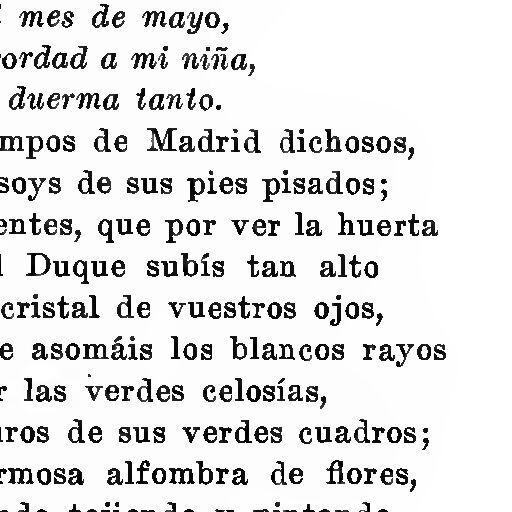 mes de mayo,
ordad a mi niña,
duerma tanto.
mpos de Madrid dichosos,
soys de sus pies pisados;
entes, que por ver la huerta
l Duque subís tan alto
cristal de vuestros ojos,
e asomáis los blancos rayos
r las verdes celosías,
uros de sus verdes cuadros;
rmosa alfombra de flores,